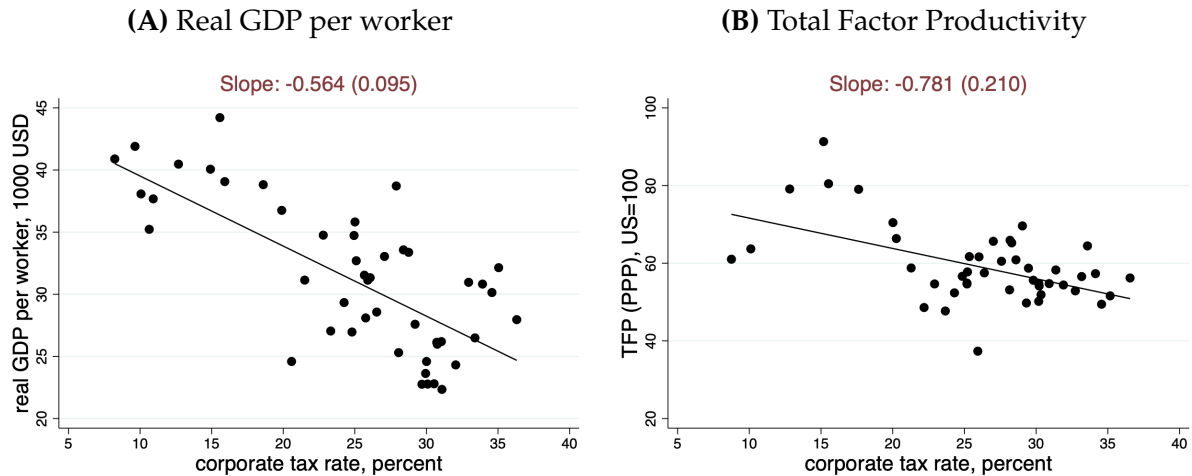 (A) Real GDP per worker
Slope: -0.564 (0.095)
real GDP per worker, 1000 USD
45
40
35
30
25
20
5 10 15 20 25 30 35 40
corporate tax rate, percent
(B) Total Factor Productivity
Slope: -0.781 (0.210)
TFP (PPP), US=100
100
80
60
40
20
5 10 15 20 25 30 35 40
corporate tax rate, percent